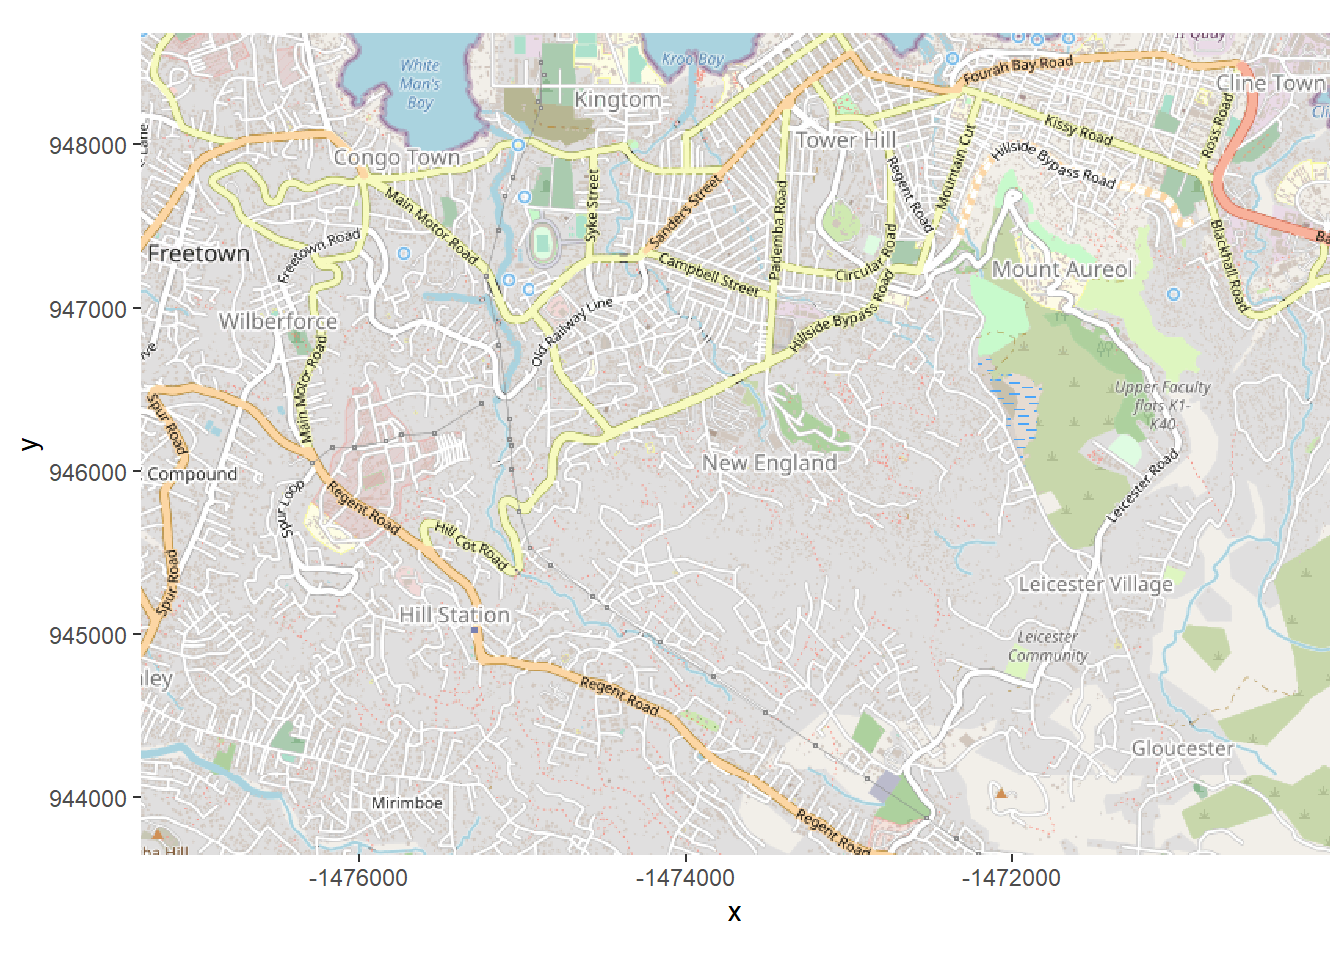 White
Man's
Bay
Kroo Bay
Fourah Bay Road
Cline Town
Kingtom
Tower Hill
Kissy Road
Ross Road
Congo Town
Mountain Cut
Hillside Bypass Road
Regent Road
Main Motor Road
Syke Street
Sanders Street
Pademba Road
Freetown
Freetown Road
Campbell Street
Circular Road
Mount Aureol
Blackhall Road
Wilberforce
Old Railway Line
Hillside Bypass Road
Main Motor Road
Upper Faculty
flats K1-
K40
Spur Road
Compound
New England
Leicester Road
Spur Loop
Regent Road
Hill Cot Road
Spur Road
Hill Station
Leicester Village
Leicester
Community
Regent Road
Gloucester
Mirimboe
Regent Road
948000
947000
946000
945000
944000
y
-1476000
-1474000
-1472000
x